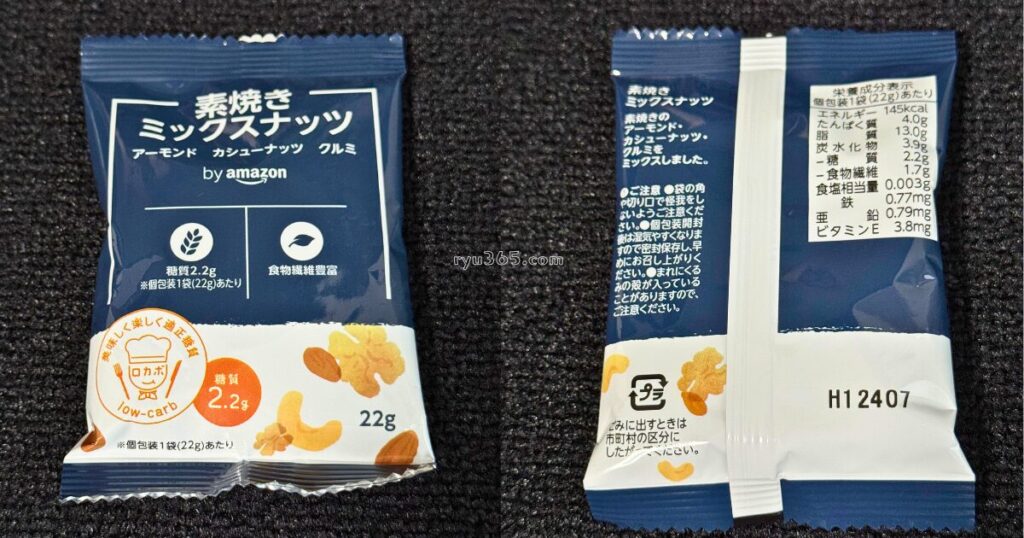 素焼き
ミックスナッツ
アーモンド カシューナッツ クルミ
by amazon
糖質2.2g
※個包装1袋(22g)あたり
食物繊維豊富
美味しく楽しく適正糖質
ロカボ
low-carb
糖質
2.2g
22g
※個包装1袋(22g)あたり
素焼き
ミックスナッツ
素焼きの
アーモンド・
カシューナッツ・
クルミを
ミックスしました。
●ご注意 ●袋の角
や切り口で怪我をし
ないようご注意くだ
さい。●個包装開封
後は湿気やすくなりま
すので密封保存し、早
めにお召し上がりく
ださい。●まれにくる
みの殻が入っている
ことがありますので、
ご注意ください。
栄養成分表示
個包装1袋(22g)あたり
エネルギー 145kcal
たんぱく質 4.0g
脂質 13.0g
炭水化物 3.9g
-糖質 2.2g
-食物繊維 1.7g
食塩相当量 0.003g
鉄 0.77mg
亜鉛 0.79mg
ビタミンE 3.8mg
プラ
ごみに出すときは
市町村の区分に
したがってください。
H12407
ryu365.com